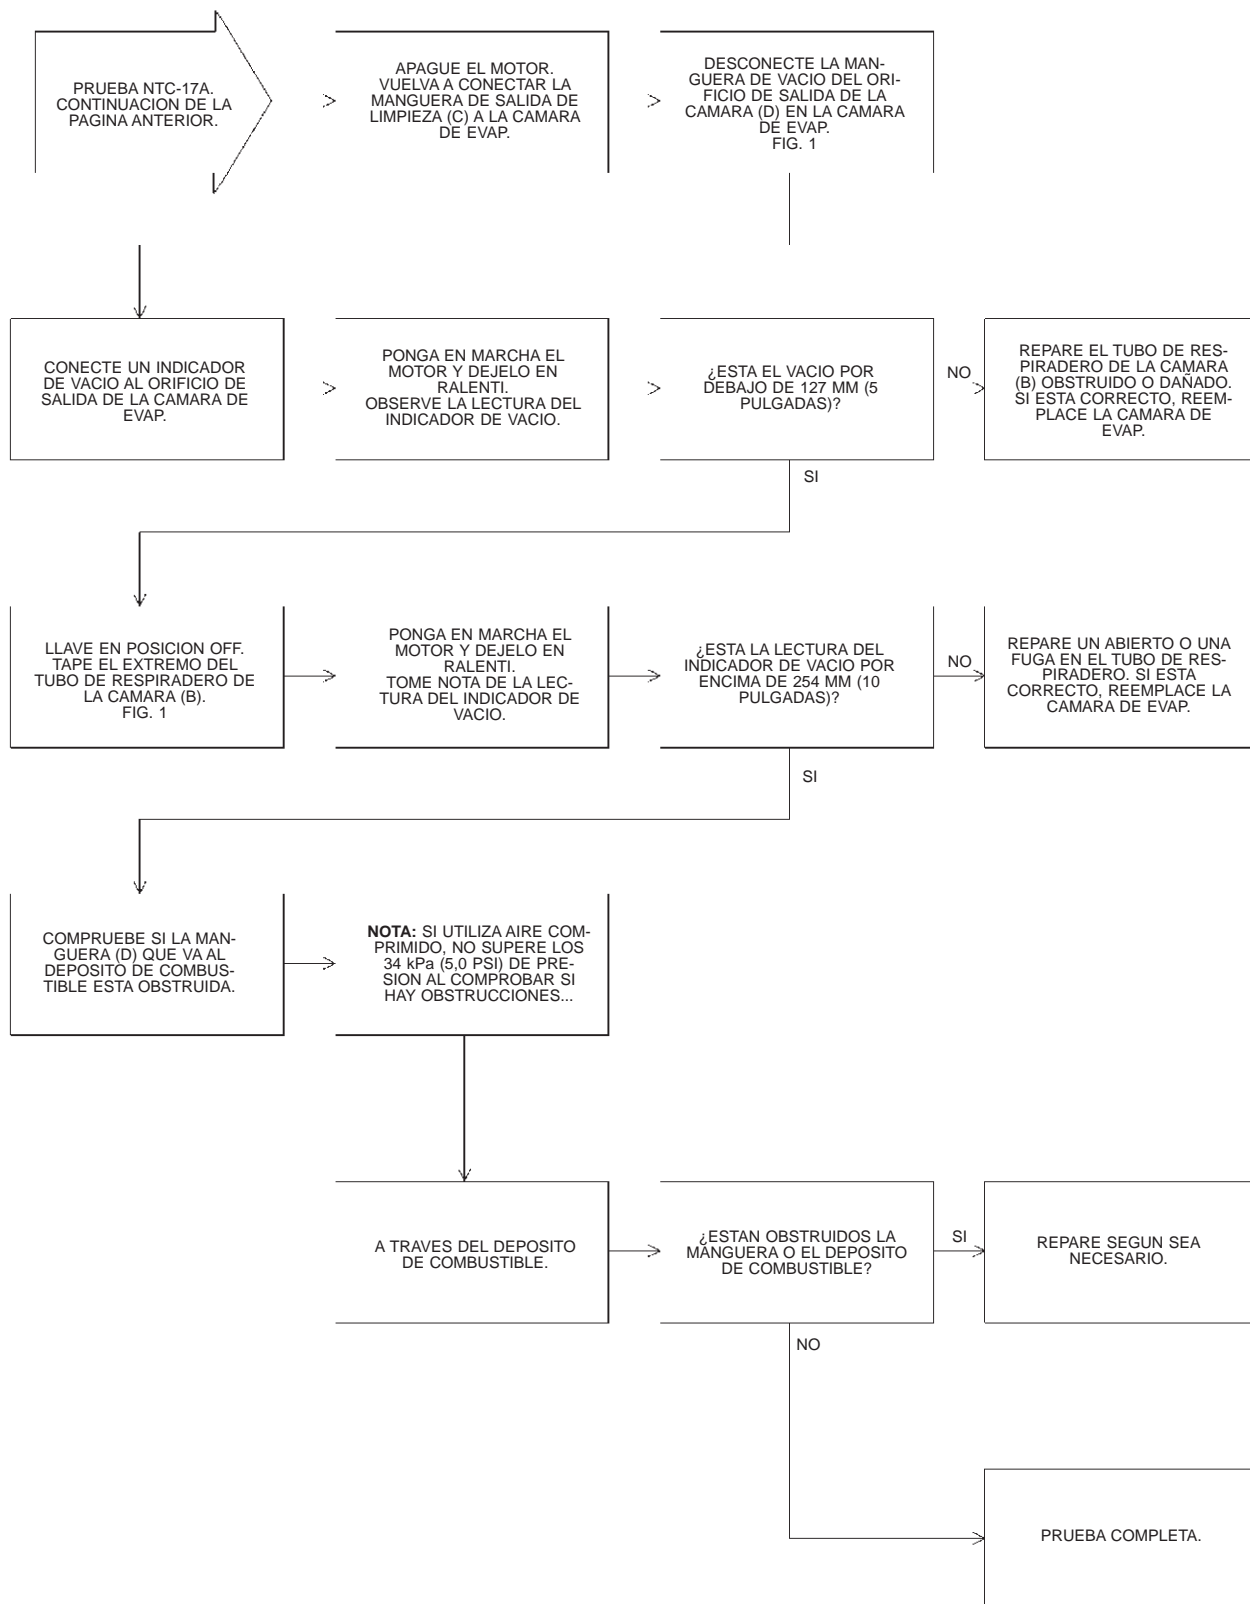 PRUEBA NTC-17A.
CONTINUACION DE LA
PAGINA ANTERIOR.
APAGUE EL MOTOR.
VUELVA A CONECTAR LA
MANGUERA DE SALIDA DE
LIMPIEZA (C) A LA CAMARA
DE EVAP.
DESCONECTE LA MAN-
GUERA DE VACIO DEL ORI-
FICIO DE SALIDA DE LA
CAMARA (D) EN LA CAMARA
DE EVAP.
FIG. 1
CONECTE UN INDICADOR
DE VACIO AL ORIFICIO DE
SALIDA DE LA CAMARA DE
EVAP.
PONGA EN MARCHA EL
MOTOR Y DEJELO EN
RALENTI.
OBSERVE LA LECTURA DEL
INDICADOR DE VACIO.
¿ESTA EL VACIO POR
DEBAJO DE 127 MM (5
PULGADAS)?
NO
REPARE EL TUBO DE RES-
PIRADERO DE LA CAMARA
(B) OBSTRUIDO O DAÑADO.
SI ESTA CORRECTO, REEM-
PLACE LA CAMARA DE
EVAP.
SI
LLAVE EN POSICION OFF.
TAPE EL EXTREMO DEL
TUBO DE RESPIRADERO DE
LA CAMARA (B).
FIG. 1
PONGA EN MARCHA EL
MOTOR Y DEJELO EN
RALENTI.
TOME NOTA DE LA LEC-
TURA DEL INDICADOR DE
VACIO.
¿ESTA LA LECTURA DEL
INDICADOR DE VACIO POR
ENCIMA DE 254 MM (10
PULGADAS)?
NO
REPARE UN ABIERTO O UNA
FUGA EN EL TUBO DE RES-
PIRADERO. SI ESTA
CORRECTO, REEMPLACE LA
CAMARA DE EVAP.
SI
COMPRUEBE SI LA MAN-
GUERA (D) QUE VA AL
DEPOSITO DE COMBUS-
TIBLE ESTA OBSTRUIDA.
NOTA: SI UTILIZA AIRE COM-
PRIMIDO, NO SUPERE LOS
34 kPa (5,0 PSI) DE PRE-
SION AL COMPROBAR SI
HAY OBSTRUCCIONES...
A TRAVES DEL DEPOSITO
DE COMBUSTIBLE.
¿ESTAN OBSTRUIDOS LA
MANGUERA O EL DEPOSITO
DE COMBUSTIBLE?
SI
REPARE SEGUN SEA
NECESARIO.
NO
PRUEBA COMPLETA.